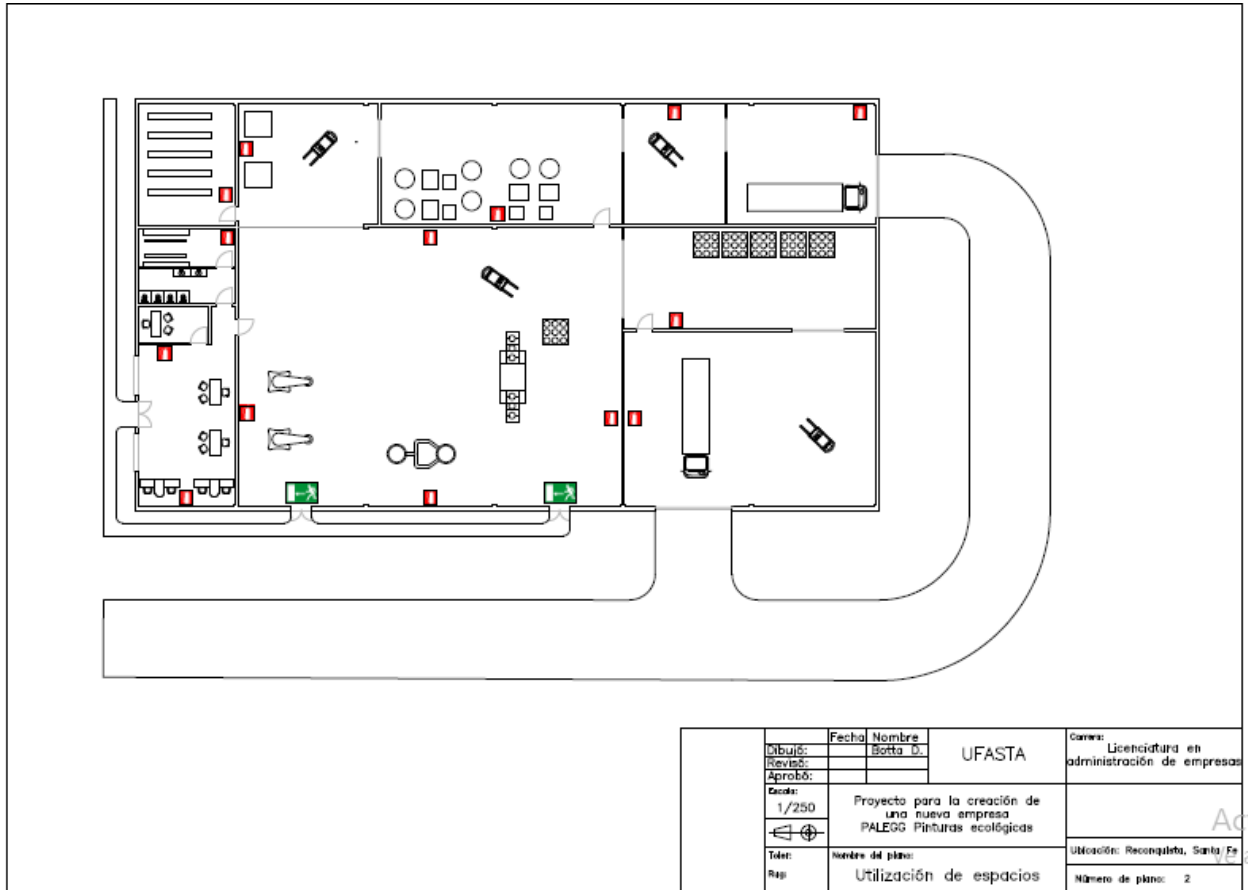 Fecha Nombre
Dibujó: Botta D.
Revisó:
Aprobó:
UFASTA
Carrera:
Licenciatura en
administración de empresas
Escala:
1/250
Proyecto para la creación de
una nueva empresa
PALEGG Pinturas ecológicas
Toler:
Rug:
Nombre del plano:
Utilización de espacios
Ubicación: Reconquista, Santa Fe
Número de plano: 2